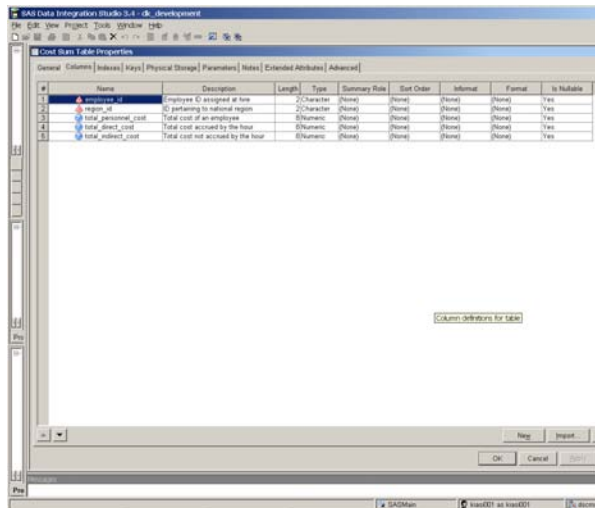 SAS Data Integration Studio 3.4 - dk_development
File Edit View Project Tools Window Help
Cost Sum Table Properties
General Columns Indexes Keys Physical Storage Parameters Notes Extended Attributes Advanced
# Name Description Length Type Summary Role Sort Order Informat Format Is Nullable
1 employee_id Employee ID assigned at hire 2 Character (None) (None) (None) (None) Yes
2 region_id ID pertaining to national region 2 Character (None) (None) (None) (None) Yes
3 total_personnel_cost Total cost of an employee 8 Numeric (None) (None) (None) (None) Yes
4 total_direct_cost Total cost accrued by the hour 8 Numeric (None) (None) (None) (None) Yes
5 total_indirect_cost Total cost not accrued by the hour 8 Numeric (None) (None) (None) (None) Yes
Column definitions for table
Pro
New Import...
OK Cancel Apply
Messages
Pro
SASMain kiao001 as kiao001